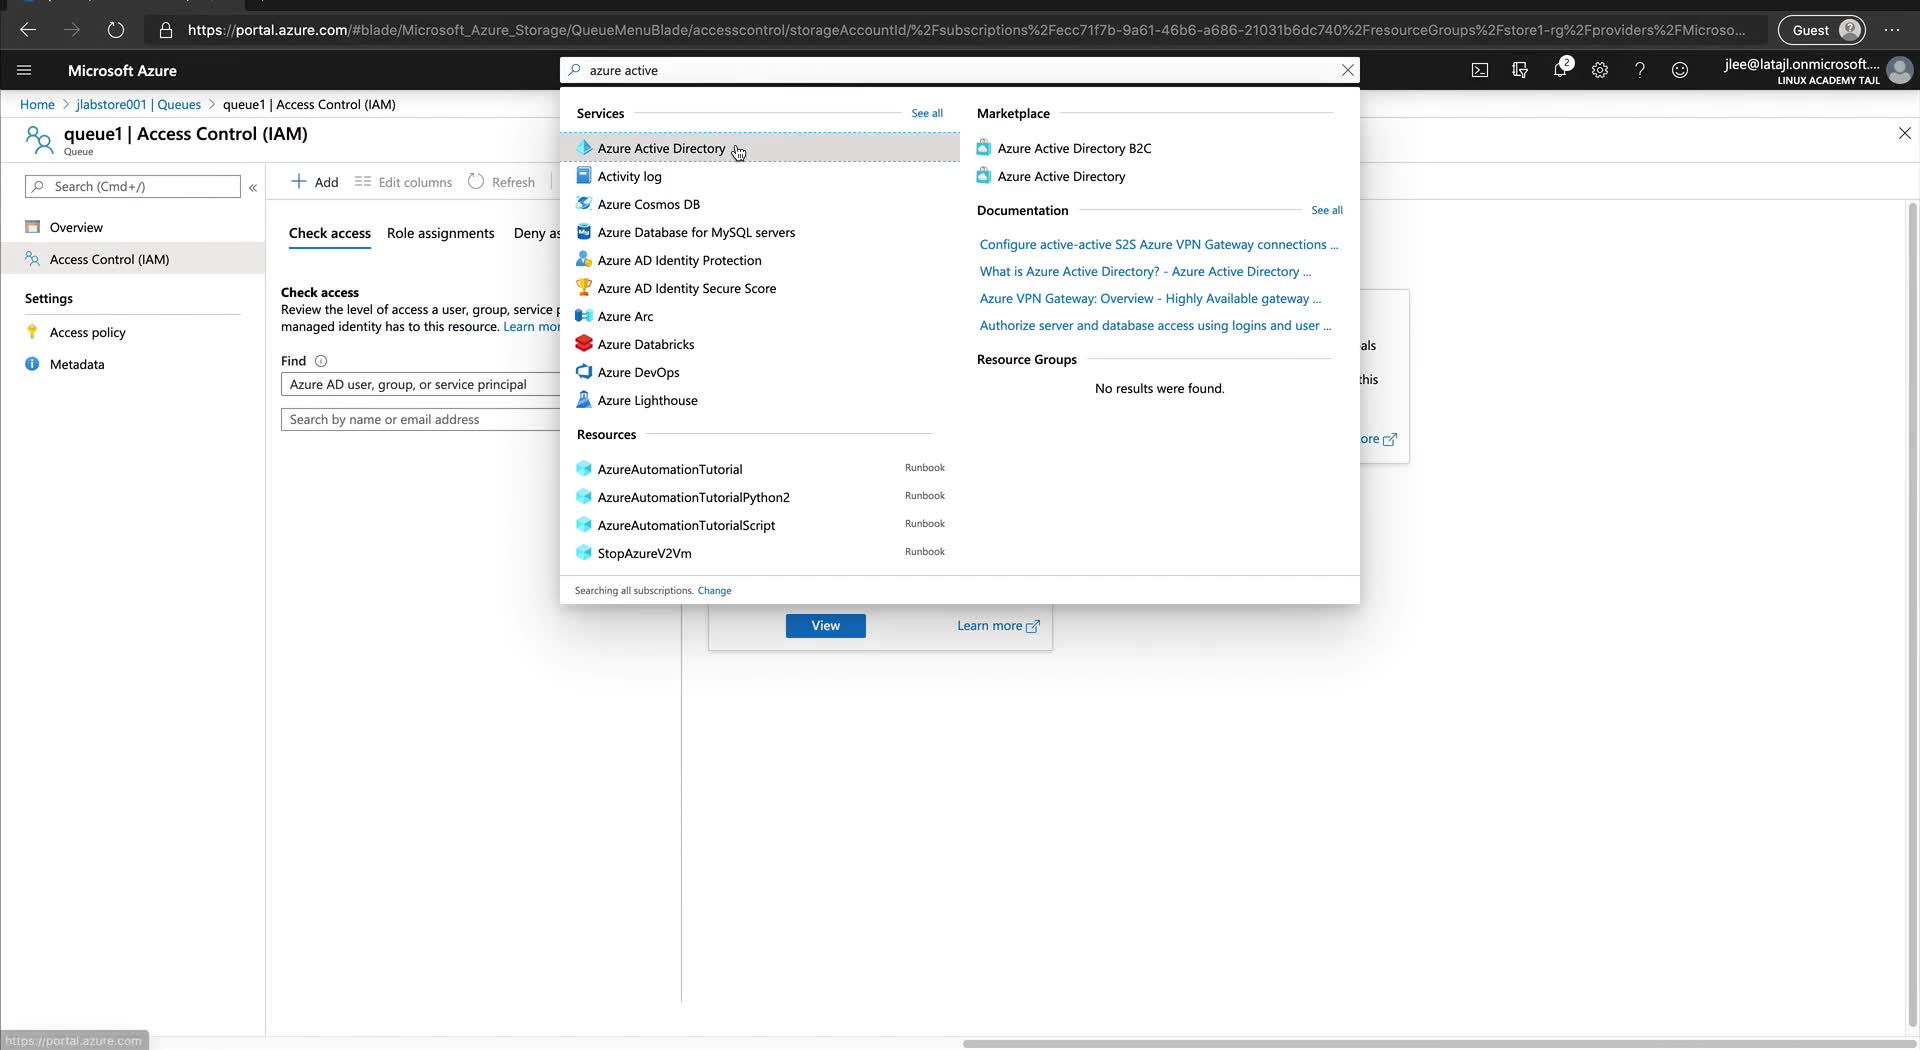 https://portal.azure.com/#blade/Microsoft_Azure_Storage/QueueMenuBlade/accesscontrol/storageAccountId/%2Fsubscriptions%2Fecc71f7b-9a61-46b6-a686-21031b6dc740%2FresourceGroups%2Fstore1-rg%2Fproviders%2FMicroso...
Guest
Microsoft Azure
azure active
2
jlee@latajl.onmicrosoft....
LINUX ACADEMY TAJL
Home > jlabstore001 | Queues > queue1 | Access Control (IAM)
queue1 | Access Control (IAM)
Queue
Search (Cmd+/)
Overview
Access Control (IAM)
Settings
Access policy
Metadata
Add
Edit columns
Refresh
Check access
Role assignments
Deny as
Check access
Review the level of access a user, group, service p
managed identity has to this resource. Learn mor
Find
Azure AD user, group, or service principal
Search by name or email address
Services
See all
Azure Active Directory
Activity log
Azure Cosmos DB
Azure Database for MySQL servers
Azure AD Identity Protection
Azure AD Identity Secure Score
Azure Arc
Azure Databricks
Azure DevOps
Azure Lighthouse
Resources
AzureAutomationTutorial Runbook
AzureAutomationTutorialPython2 Runbook
AzureAutomationTutorialScript Runbook
StopAzureV2Vm Runbook
Searching all subscriptions. Change
Marketplace
Azure Active Directory B2C
Azure Active Directory
Documentation
See all
Configure active-active S2S Azure VPN Gateway connections ...
What is Azure Active Directory? - Azure Active Directory ...
Azure VPN Gateway: Overview - Highly Available gateway ...
Authorize server and database access using logins and user ...
Resource Groups
No results were found.
als
this
ore
View
Learn more
https://portal.azure.com